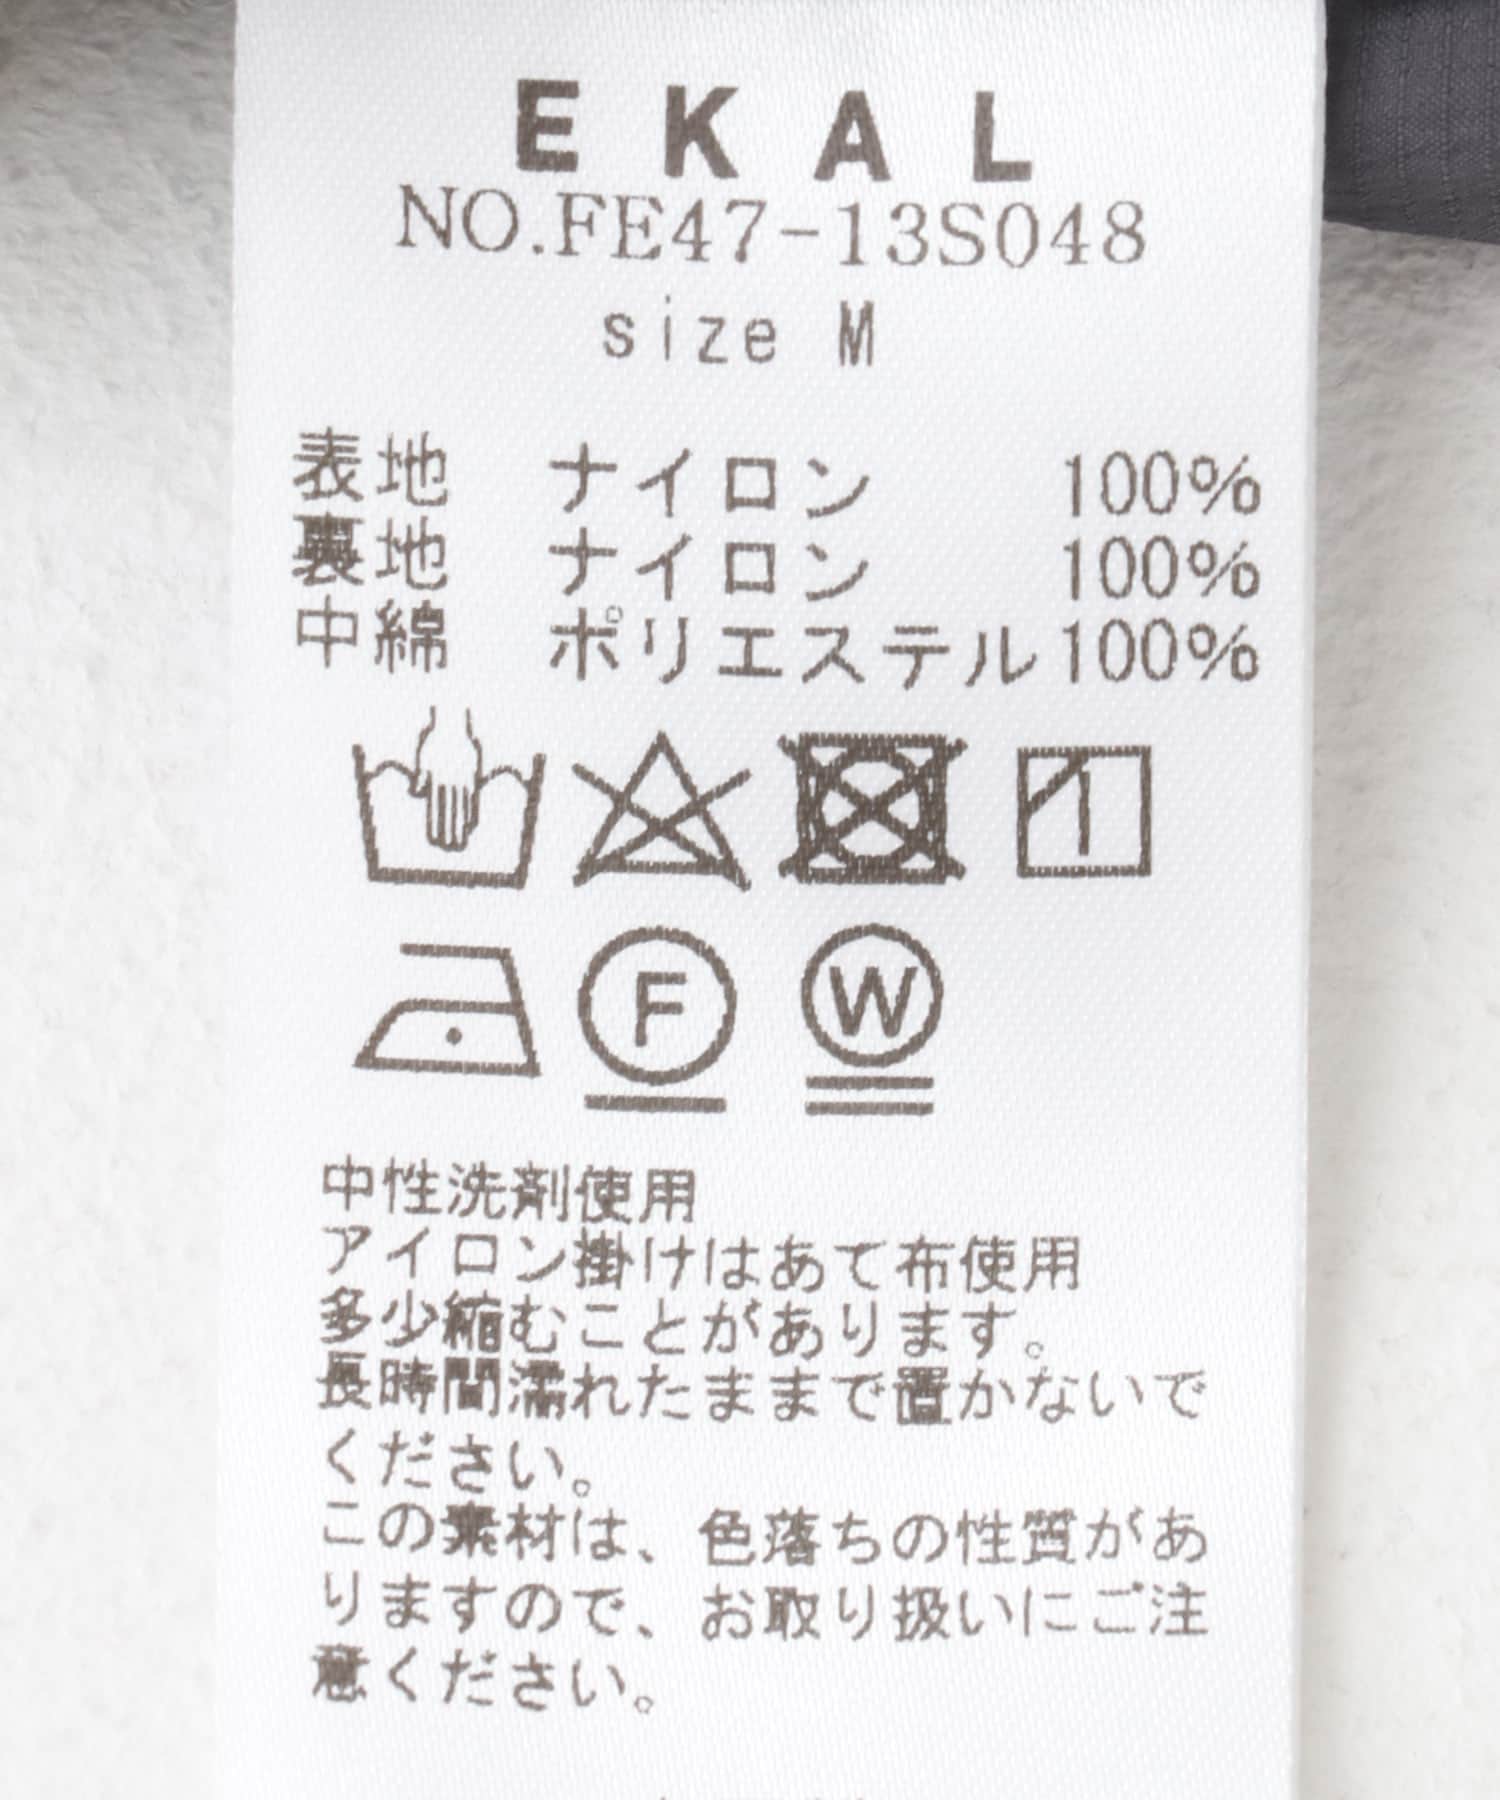 EKAL
NO.FE47-13S048
size M
表地 ナイロン 100%
裏地 ナイロン 100%
中綿 ポリエステル100%
1
F
W
中性洗剤使用
アイロン掛けはあて布使用
多少縮むことがあります。
長時間濡れたままで置かないで
ください。
この素材は、色落ちの性質があ
りますので、お取り扱いにご注
意ください。